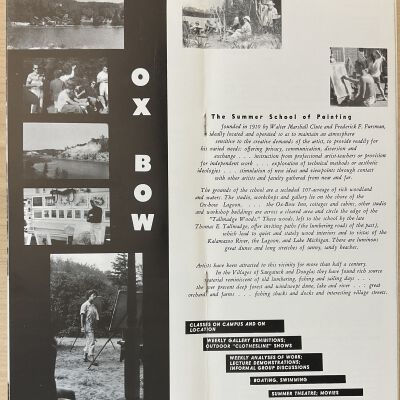 OX
BOW
The Summer School of Painting
founded in 1910 by Walter Marshall Clute and Frederick F. Fursman,
ideally located and operated so as to maintain an atmosphere
sensitive to the creative demands of the artist, to provide readily for
his varied needs: offering privacy, communication, diversion and
exchange . . . instruction from professional artist-teachers or provision
for independent work . . . exploration of technical methods or aesthetic
ideologies . . . stimulation of new ideas and viewpoints through contact
with other artists and faculty gathered from near and far.
The grounds of the school are a secluded 107-acreage of rich woodland
and waters. The studios, workshops and gallery lie on the shore of the
Ox-bow Lagoon. . . . the Ox-Bow Inn, cottages and cabins, other studio
and workshop buildings are across a cleared area and circle the edge of the
"Tallmadge Woods." These woods, left to the school by the late
Thomas E. Tallmadge, offer inviting paths (the lumbering roads of the past),
which lead to quiet and stately wood interiors and to vistas of the
Kalamazoo River, the Lagoon, and Lake Michigan. There are luminous
great dunes and long stretches of sunny, sandy beaches.
Artists have been attracted to this vicinity for more than half a century.
In the Villages of Saugatuck and Douglas they have found rich source
material reminiscent of old lumbering, fishing and sailing days . . .
the ever present deep forest and windswept dune, lake and river . . . great
orchards and farms . . . fishing shacks and docks and interesting village streets.
CLASSES ON CAMPUS AND ON
LOCATION
WEEKLY GALLERY EXHIBITIONS;
OUTDOOR "CLOTHESLINE" SHOWS
WEEKLY ANALYSES OF WORK;
LECTURE DEMONSTRATIONS;
INFORMAL GROUP DISCUSSIONS
BOATING, SWIMMING
SUMMER THEATRE; MOVIES